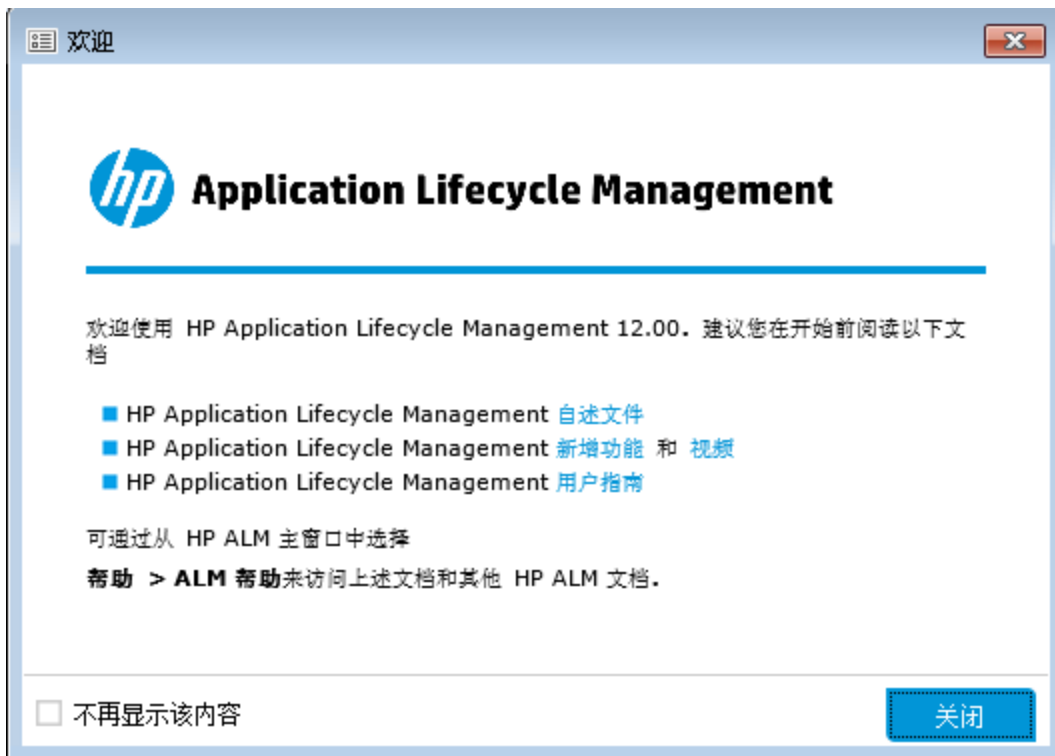 欢迎
hp Application Lifecycle Management
欢迎使用 HP Application Lifecycle Management 12.00. 建议您在开始前阅读以下文
档
HP Application Lifecycle Management 自述文件
HP Application Lifecycle Management 新增功能 和 视频
HP Application Lifecycle Management 用户指南
可通过从 HP ALM 主窗口中选择
帮助 > ALM 帮助来访问上述文档和其他 HP ALM 文档.
不再显示该内容
关闭